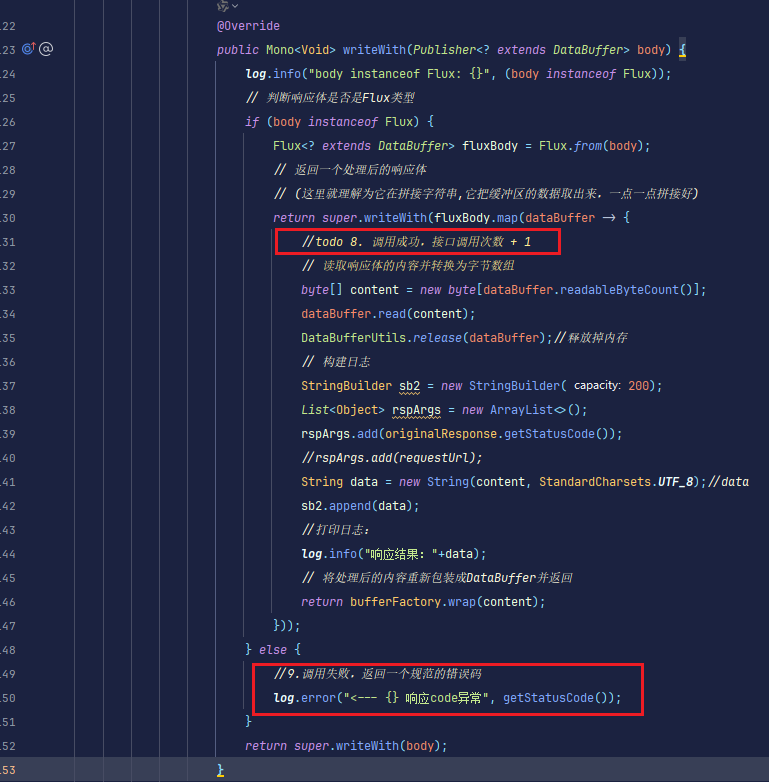 22 @Override
23 public Mono<Void> writeWith(Publisher<? extends DataBuffer> body) {
24 log.info("body instanceof Flux: {}", (body instanceof Flux));
25 // 判断响应体是否是Flux类型
26 if (body instanceof Flux) {
27 Flux<? extends DataBuffer> fluxBody = Flux.from(body);
28 // 返回一个处理后的响应体
29 // (这里就理解为它在拼接字符串,它把缓冲区的数据取出来，一点一点拼接好)
30 return super.writeWith(fluxBody.map(dataBuffer -> {
31 //todo 8. 调用成功，接口调用次数 + 1
32 // 读取响应体的内容并转换为字节数组
33 byte[] content = new byte[dataBuffer.readableByteCount()];
34 dataBuffer.read(content);
35 DataBufferUtils.release(dataBuffer);//释放掉内存
36 // 构建日志
37 StringBuilder sb2 = new StringBuilder( capacity: 200);
38 List<Object> rspArgs = new ArrayList<>();
39 rspArgs.add(originalResponse.getStatusCode());
40 //rspArgs.add(requestUrl);
41 String data = new String(content, StandardCharsets.UTF_8);//data
42 sb2.append(data);
43 //打印日志：
44 log.info("响应结果："+data);
45 // 将处理后的内容重新包装成DataBuffer并返回
46 return bufferFactory.wrap(content);
47 }));
48 } else {
49 //9.调用失败，返回一个规范的错误码
50 log.error("<--- {} 响应code异常", getStatusCode());
51 }
52 return super.writeWith(body);
53 }